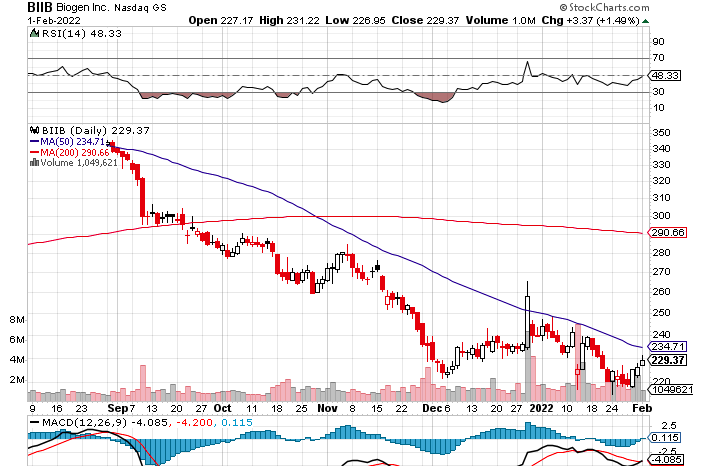 BIIB Biogen Inc. Nasdaq GS © StockCharts.com
1-Feb-2022 Open 227.17 High 231.22 Low 226.95 Close 229.37 Volume 1.0M Chg +3.37 (+1.49%)
RSI(14) 48.33
90
70
48.33
30
10
BIIB (Daily) 229.37
MA(50) 234.71
MA(200) 290.66
Volume 1,049,621
350
340
330
320
310
300
290.66
280
270
260
250
240
234.71
229.37
220
1049621
8M
6M
4M
2M
9 16 23 Sep 7 13 20 27 Oct 11 18 25 Nov 8 15 22 Dec 6 13 20 27 2022 10 18 24 Feb
MACD(12,26,9) -4.085, -4.200, 0.115
2.5
0.115
-2.5
-4.085